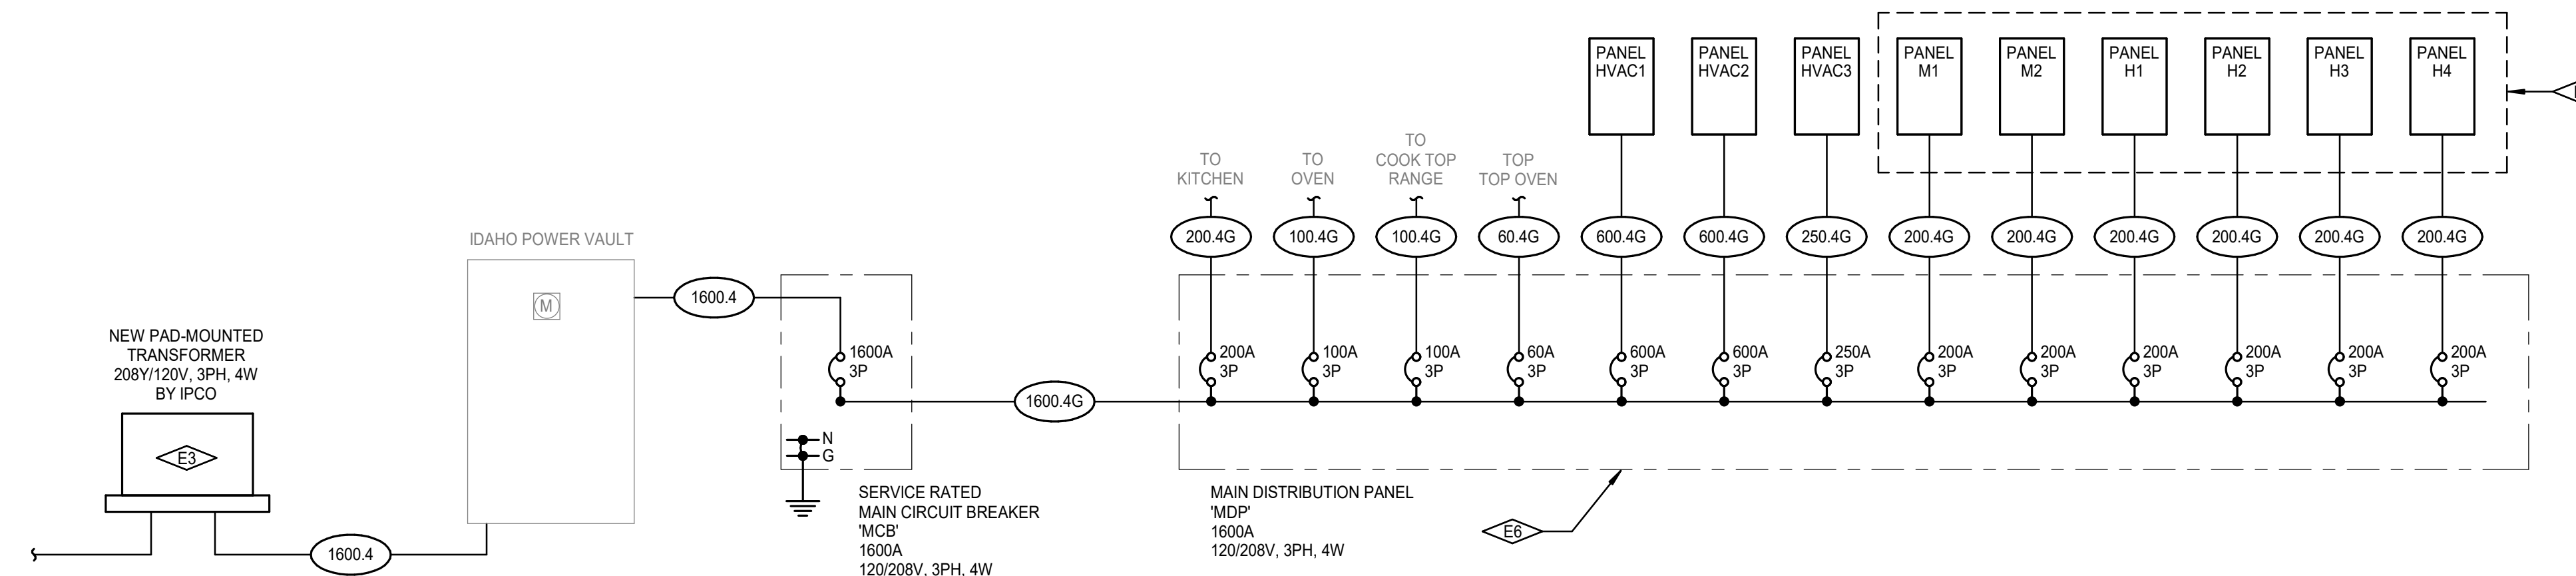 PANEL
HVAC1
PANEL
HVAC2
PANEL
HVAC3
PANEL
M1
PANEL
M2
PANEL
H1
PANEL
H2
PANEL
H3
PANEL
H4
TO
KITCHEN
TO
OVEN
TO
COOK TOP
RANGE
TOP
TOP OVEN
200.4G
100.4G
100.4G
60.4G
600.4G
600.4G
250.4G
200.4G
200.4G
200.4G
200.4G
200.4G
200.4G
IDAHO POWER VAULT
M
1600.4
NEW PAD-MOUNTED
TRANSFORMER
208Y/120V, 3PH, 4W
BY IPCO
E3
1600.4
1600A
3P
N
G
SERVICE RATED
MAIN CIRCUIT BREAKER
'MCB'
1600A
120/208V, 3PH, 4W
1600.4G
200A
3P
100A
3P
100A
3P
60A
3P
600A
3P
600A
3P
250A
3P
200A
3P
200A
3P
200A
3P
200A
3P
200A
3P
200A
3P
MAIN DISTRIBUTION PANEL
'MDP'
1600A
120/208V, 3PH, 4W
E6